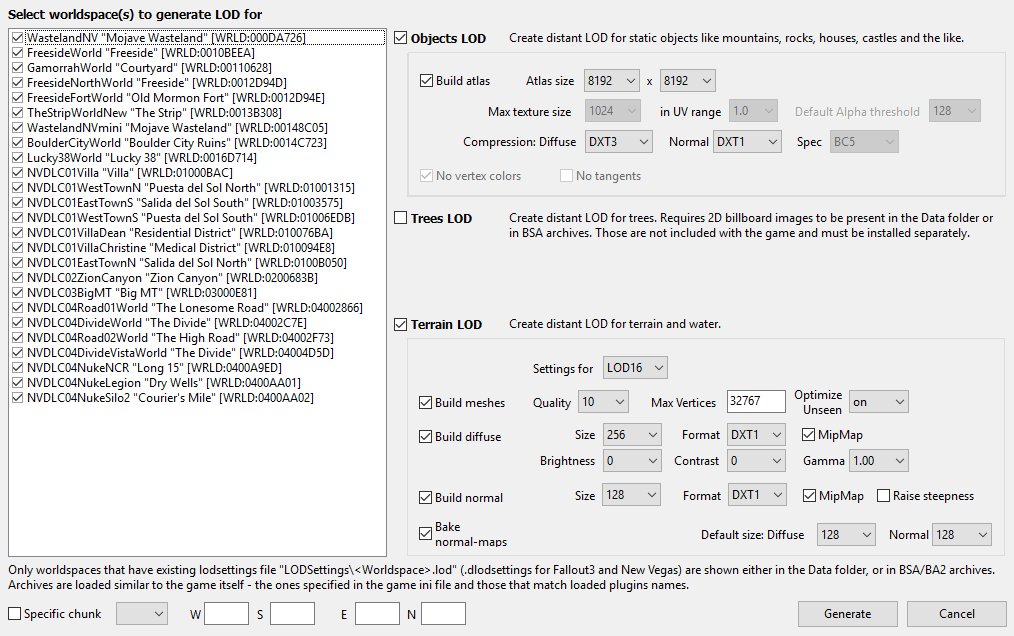 Select worldspace(s) to generate LOD for
WastelandNV "Mojave Wasteland" [WRLD:000DA726]
FreesideWorld "Freeside" [WRLD:0010BEEA]
GamorrahWorld "Courtyard" [WRLD:00110628]
FreesideNorthWorld "Freeside" [WRLD:0012D94D]
FreesideFortWorld "Old Mormon Fort" [WRLD:0012D94E]
TheStripWorldNew "The Strip" [WRLD:0013B308]
WastelandNVmini "Mojave Wasteland" [WRLD:00148C05]
BoulderCityWorld "Boulder City Ruins" [WRLD:0014C723]
Lucky38World "Lucky 38" [WRLD:0016D714]
NVDLC01Villa "Villa" [WRLD:01000BAC]
NVDLC01WestTownN "Puesta del Sol North" [WRLD:01001315]
NVDLC01EastTownS "Salida del Sol South" [WRLD:01003575]
NVDLC01WestTownS "Puesta del Sol South" [WRLD:01006EDB]
NVDLC01VillaDean "Residential District" [WRLD:010076BA]
NVDLC01VillaChristine "Medical District" [WRLD:010094E8]
NVDLC01EastTownN "Salida del Sol North" [WRLD:0100B050]
NVDLC02ZionCanyon "Zion Canyon" [WRLD:0200683B]
NVDLC03BigMT "Big MT" [WRLD:03000E81]
NVDLC04Road01World "The Lonesome Road" [WRLD:04002866]
NVDLC04DivideWorld "The Divide" [WRLD:04002C7E]
NVDLC04Road02World "The High Road" [WRLD:04002F73]
NVDLC04DivideVistaWorld "The Divide" [WRLD:04004D5D]
NVDLC04NukeNCR "Long 15" [WRLD:0400A9ED]
NVDLC04NukeLegion "Dry Wells" [WRLD:0400AA01]
NVDLC04NukeSilo2 "Courier's Mile" [WRLD:0400AA02]
Objects LOD Create distant LOD for static objects like mountains, rocks, houses, castles and the like.
Build atlas Atlas size 8192 x 8192
Max texture size 1024 in UV range 1.0 Default Alpha threshold 128
Compression: Diffuse DXT3 Normal DXT1 Spec BC5
No vertex colors No tangents
Trees LOD Create distant LOD for trees. Requires 2D billboard images to be present in the Data folder or
in BSA archives. Those are not included with the game and must be installed separately.
Terrain LOD Create distant LOD for terrain and water.
Settings for LOD16
Build meshes Quality 10 Max Vertices 32767 Optimize Unseen on
Build diffuse Size 256 Format DXT1 MipMap
Brightness 0 Contrast 0 Gamma 1.00
Build normal Size 128 Format DXT1 MipMap Raise steepness
Bake normal-maps Default size: Diffuse 128 Normal 128
Only worldspaces that have existing lodsettings file "LODSettings\<Worldspace>.lod" (.dlodsettings for Fallout3 and New Vegas) are shown either in the Data folder, or in BSA/BA2 archives.
Archives are loaded similar to the game itself - the ones specified in the game ini file and those that match loaded plugins names.
Specific chunk W S E N Generate Cancel